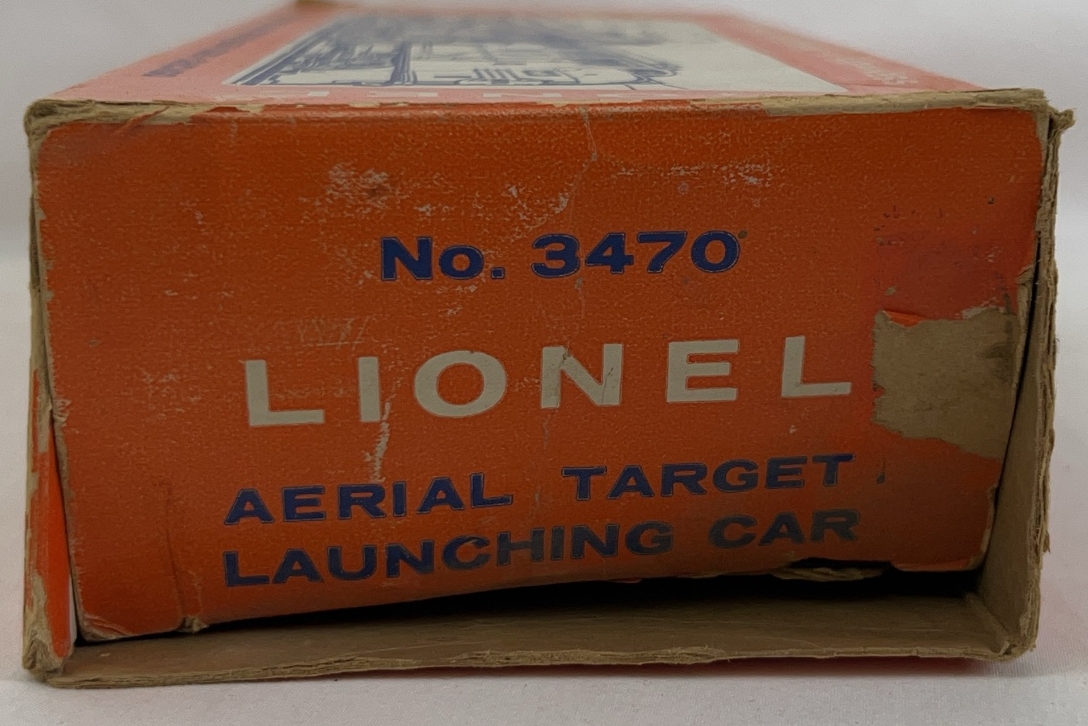 No. 3470
LIONEL
AERIAL TARGET
LAUNCHING CAR